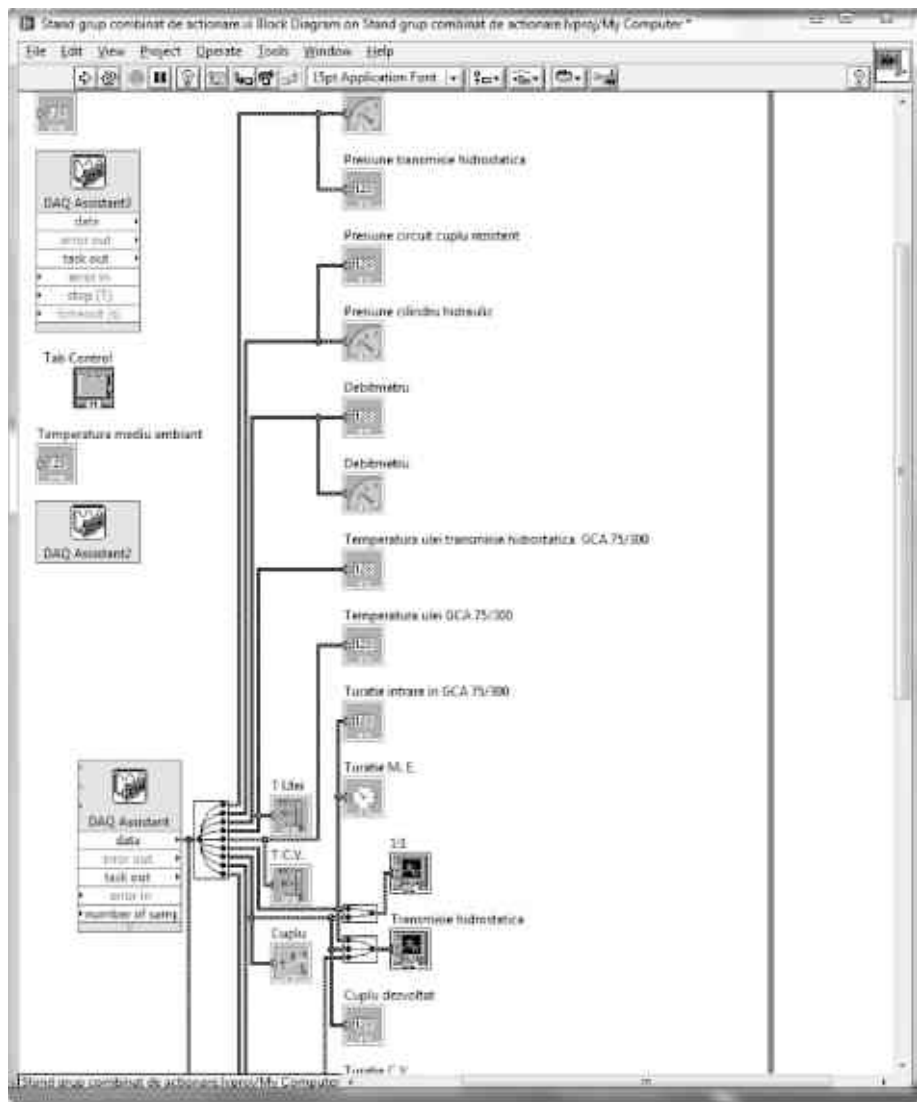 Stand grup combinat de actionare.vi Block Diagram on Stand grup combinat de actionare.lvproj/My Computer *
File Edit View Project Operate Tools Window Help
15pt Application Font
Presiune transmisie hidrostatica
DAQ Assistant3
data
error out
task out
error in
stop (T)
timeout (s)
Presiune circuit cuplu rezistent
Presiune cilindru hidraulic
Tab Control
Debitmetru
Temperatura mediu ambiant
Debitmetru
DAQ Assistant2
Temperatura ulei transmisie hidrostatica GCA 75/300
Temperatura ulei GCA 75/300
Turatie intrare in GCA 75/300
Turatie M. E.
T Ulei
DAQ Assistant
data
error out
task out
error in
number of samp
T C.V.
1:1
Transmisie hidrostatica
Cuplu
Cuplu dezvoltat
Turatie C.V.
Stand grup combinat de actionare.lvproj/My Computer